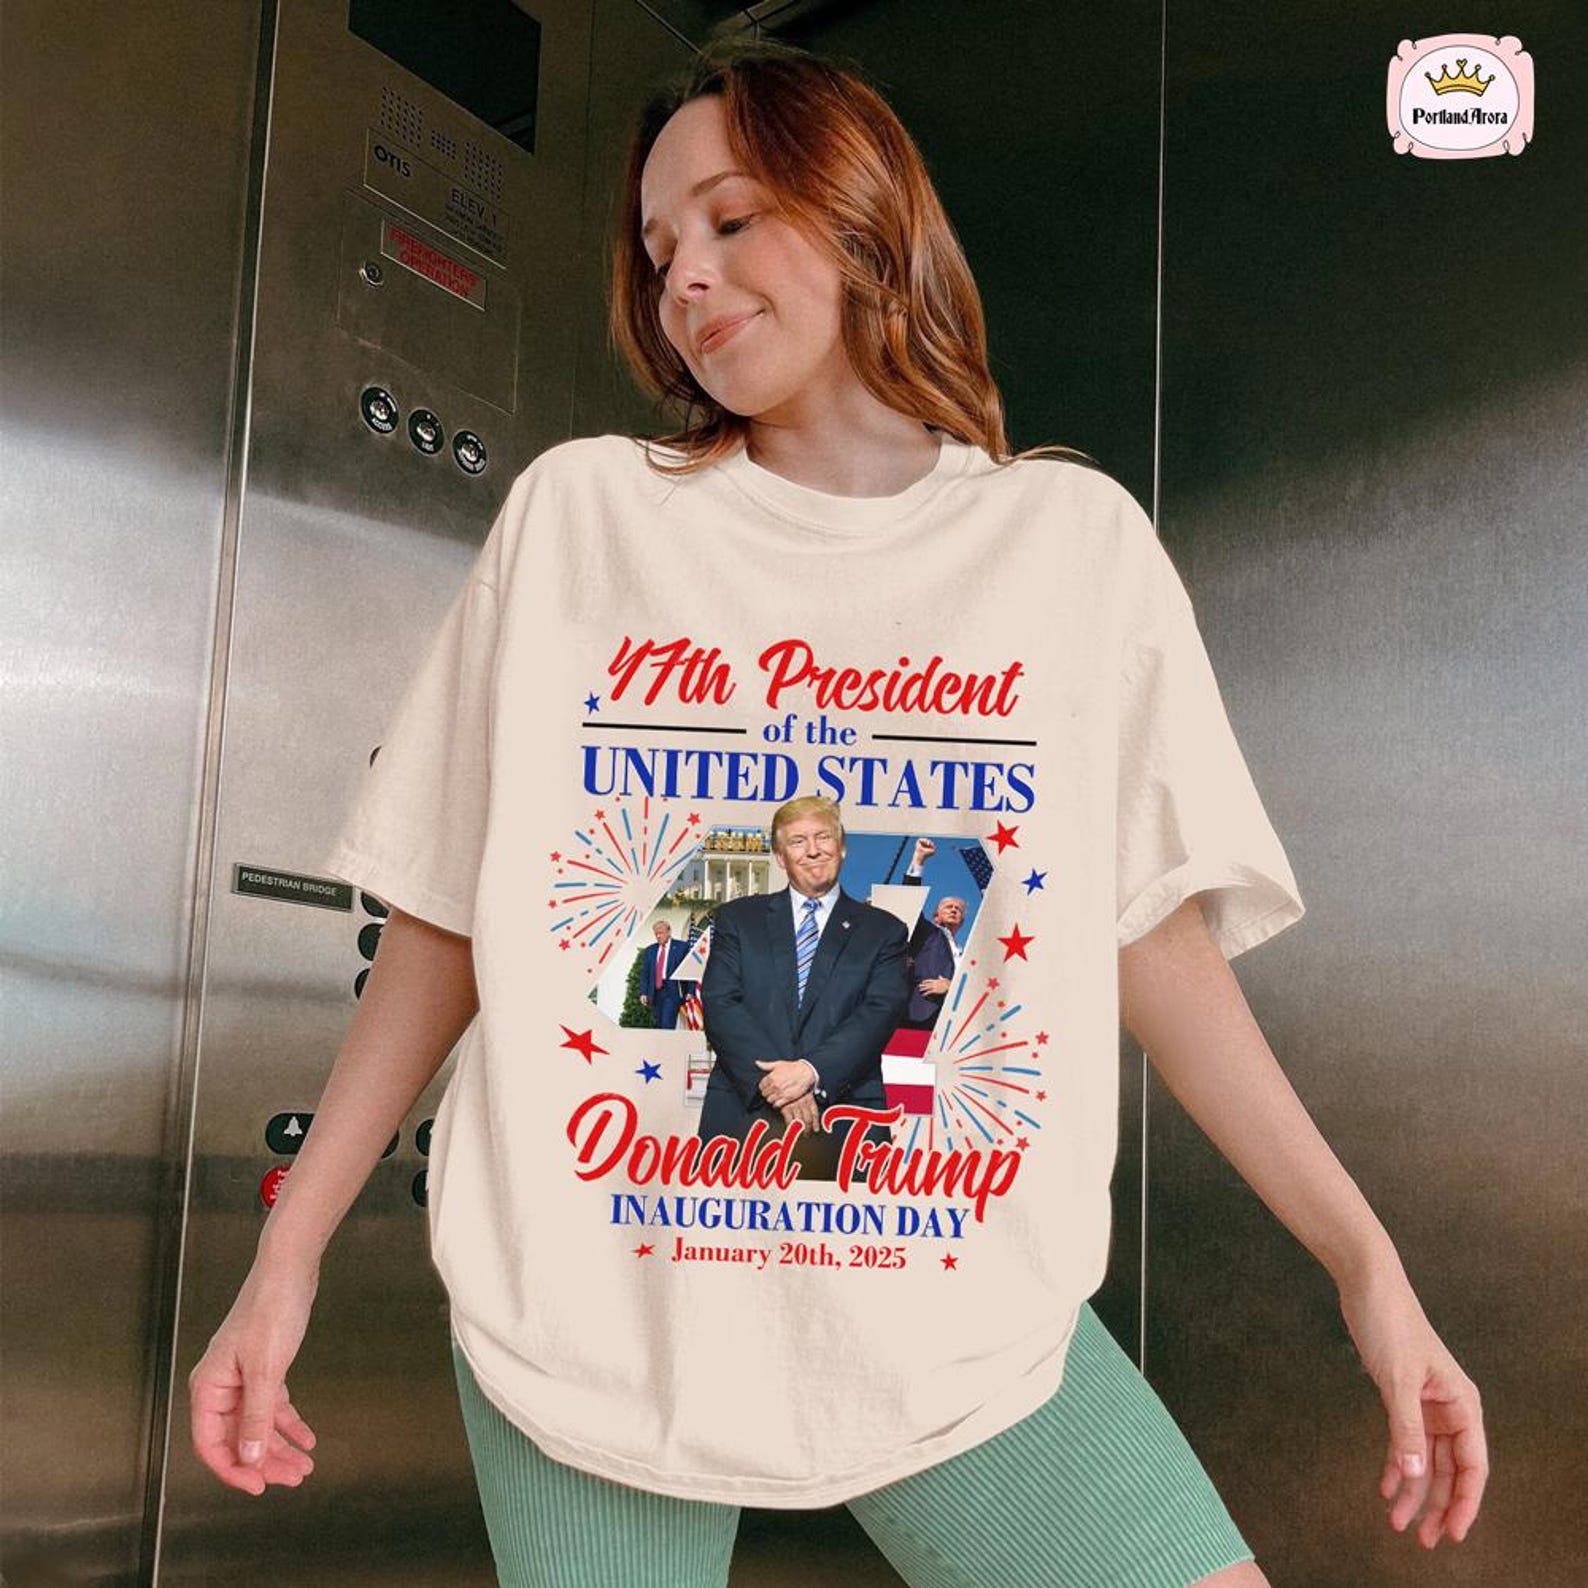 PortlandArora
OTIS
ELEV. 1
FIREFIGHTERS
OPERATION
PEDESTRIAN BRIDGE
47th President
of the
UNITED STATES
47
Donald Trump
INAUGURATION DAY
January 20th, 2025